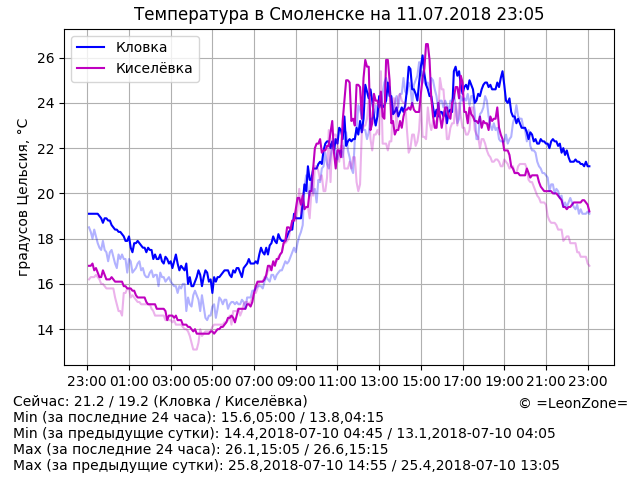 Температура в Смоленске на 11.07.2018 23:05
Кловка
Киселёвка
градусов Цельсия, °C
26
24
22
20
18
16
14
23:00 01:00 03:00 05:00 07:00 09:00 11:00 13:00 15:00 17:00 19:00 21:00 23:00
Сейчас: 21.2 / 19.2 (Кловка / Киселёвка)
© =LeonZone=
Min (за последние 24 часа): 15.6,05:00 / 13.8,04:15
Min (за предыдущие сутки): 14.4,2018-07-10 04:45 / 13.1,2018-07-10 04:05
Max (за последние 24 часа): 26.1,15:05 / 26.6,15:15
Max (за предыдущие сутки): 25.8,2018-07-10 14:55 / 25.4,2018-07-10 13:05